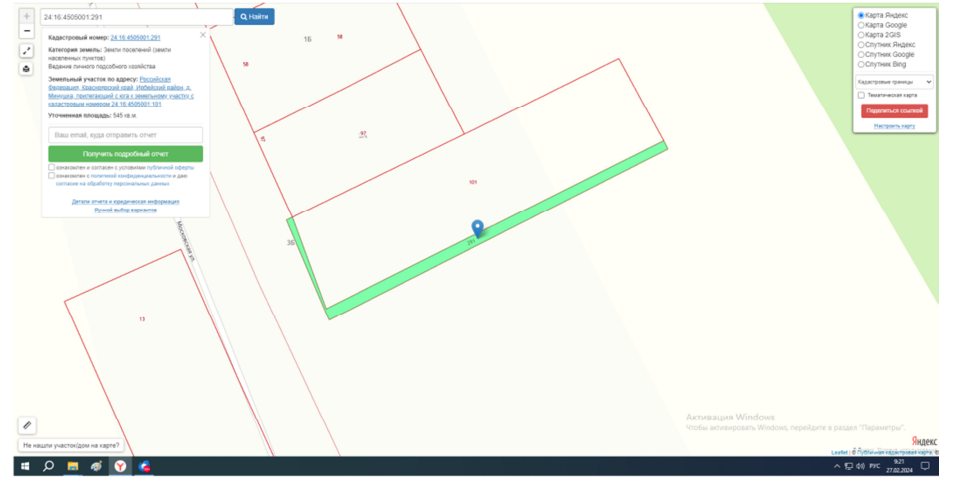 24:16:4505001:291
Найти
Кадастровый номер: 24:16:4505001:291
Категория земель: Земли поселений (земли
населенных пунктов)
Ведение личного подсобного хозяйства
Земельный участок по адресу: Российская
Федерация, Красноярский край, Ирбейский район, д.
Минушка, прилегающий с юга к земельному участку с
кадастровым номером 24:16:4505001:101
Уточненная площадь: 545 кв.м.
Ваш email, куда отправить отчет
Получить подробный отчет
ознакомлен и согласен с условиями публичной оферты
ознакомлен с политикой конфиденциальности и даю
согласие на обработку персональных данных
Детали отчета и юридическая информация
Ручной выбор вариантов
Карта Яндекс
Карта Google
Карта 2GIS
Спутник Яндекс
Спутник Google
Спутник Bing
Кадастровые границы
Тематическая карта
Поделиться ссылкой
Настроить карту
1Б
58
58
97
101
291
3Б
Московская ул.
13
Активация Windows
Чтобы активировать Windows, перейдите в раздел "Параметры".
Яндекс
Не нашли участок/дом на карте?
РУС
9:21
27.02.2024